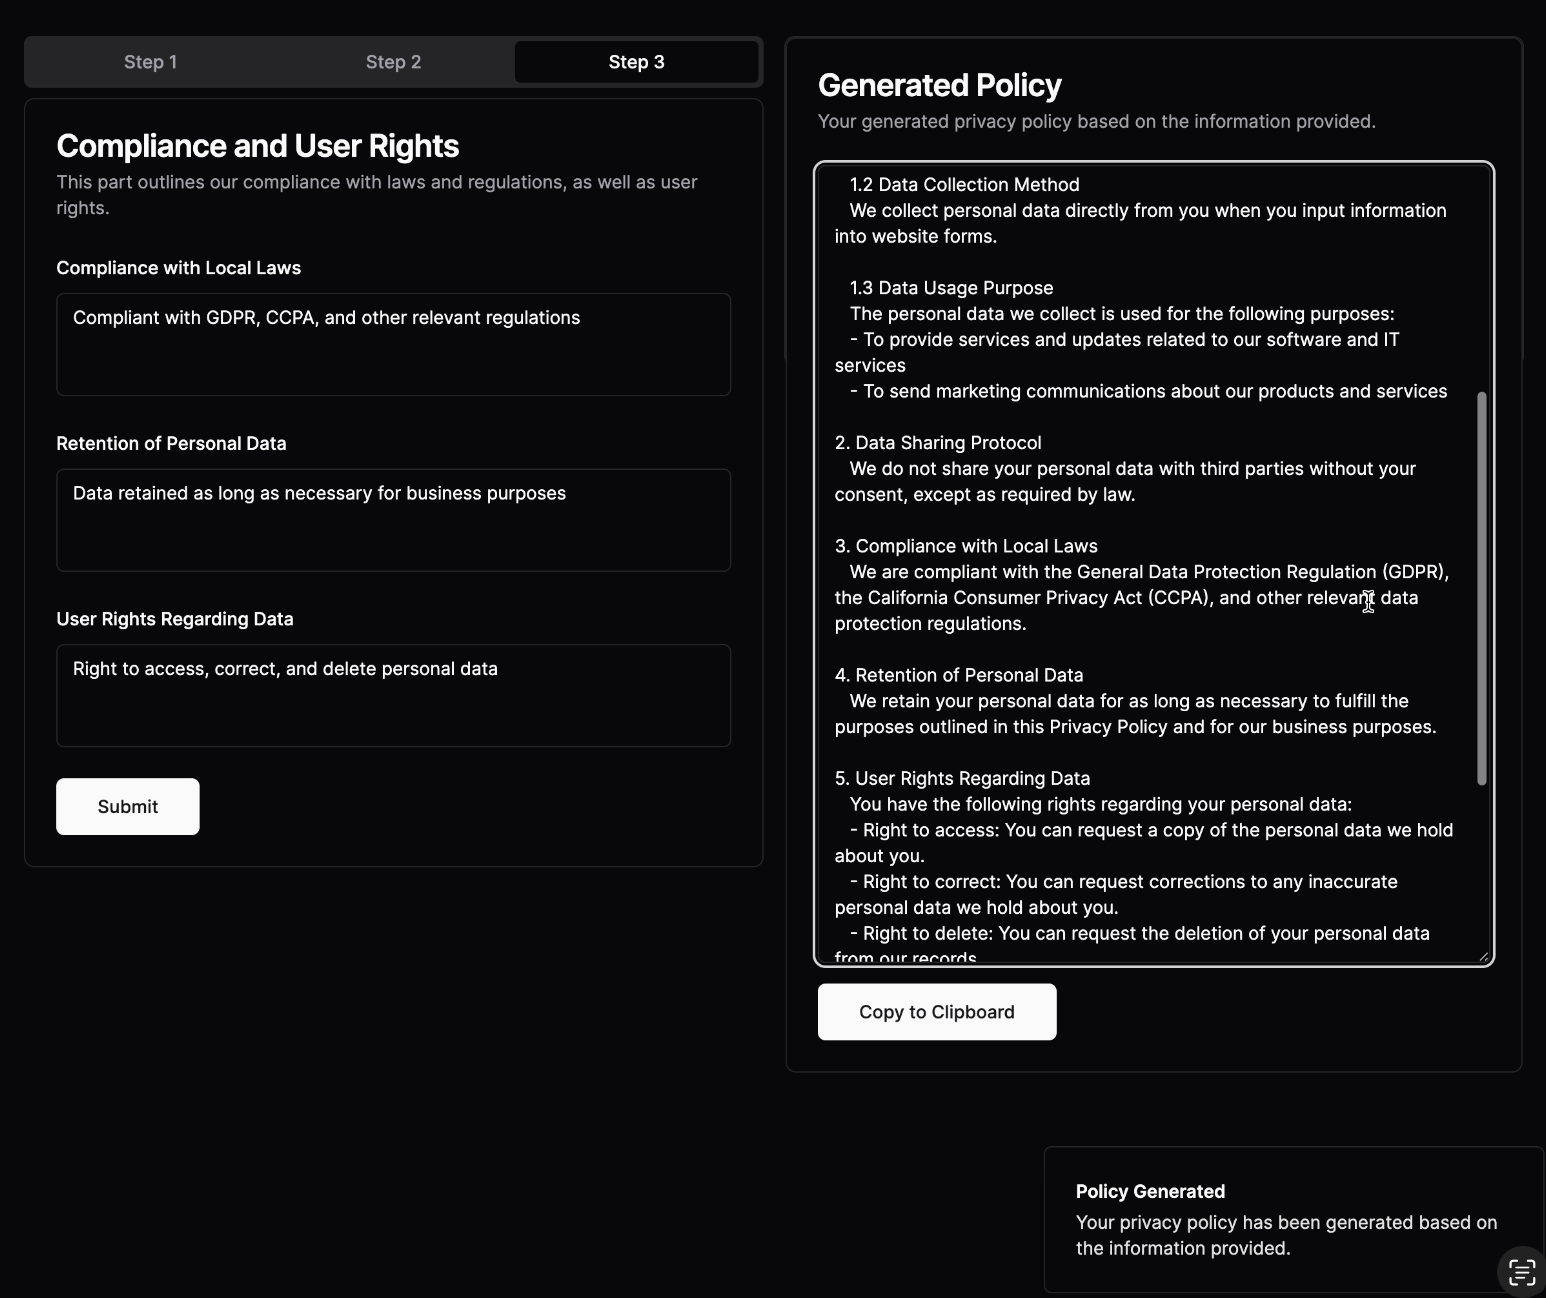 Step 1
Step 2
Step 3
Compliance and User Rights
This part outlines our compliance with laws and regulations, as well as user
rights.
Compliance with Local Laws
Compliant with GDPR, CCPA, and other relevant regulations
Retention of Personal Data
Data retained as long as necessary for business purposes
User Rights Regarding Data
Right to access, correct, and delete personal data
Submit
Generated Policy
Your generated privacy policy based on the information provided.
1.2 Data Collection Method
We collect personal data directly from you when you input information
into website forms.
1.3 Data Usage Purpose
The personal data we collect is used for the following purposes:
- To provide services and updates related to our software and IT
services
- To send marketing communications about our products and services
2. Data Sharing Protocol
We do not share your personal data with third parties without your
consent, except as required by law.
3. Compliance with Local Laws
We are compliant with the General Data Protection Regulation (GDPR),
the California Consumer Privacy Act (CCPA), and other relevant data
protection regulations.
4. Retention of Personal Data
We retain your personal data for as long as necessary to fulfill the
purposes outlined in this Privacy Policy and for our business purposes.
5. User Rights Regarding Data
You have the following rights regarding your personal data:
- Right to access: You can request a copy of the personal data we hold
about you.
- Right to correct: You can request corrections to any inaccurate
personal data we hold about you.
- Right to delete: You can request the deletion of your personal data
from our records
Copy to Clipboard
Policy Generated
Your privacy policy has been generated based on
the information provided.